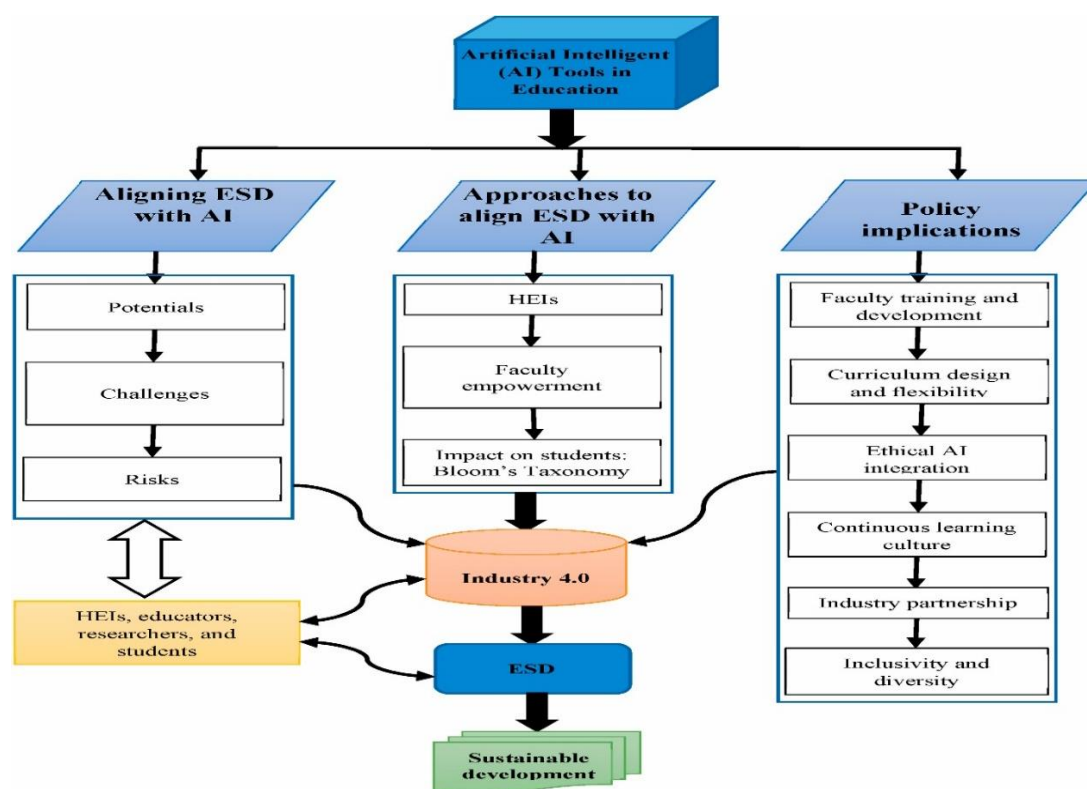 Artificial Intelligent
(AI) Tools in
Education
Aligning ESD
with AI
Approaches to
align ESD with
AI
Policy
implications
Potentials
Challenges
Risks
HEIs
Faculty
empowerment
Impact on students:
Bloom's Taxonomy
Faculty training and
development
Curriculum design
and flexibility
Ethical AI
integration
Continuous learning
culture
Industry partnership
Inclusivity and
diversity
HEIs, educators,
researchers, and
students
Industry 4.0
ESD
Sustainable
development